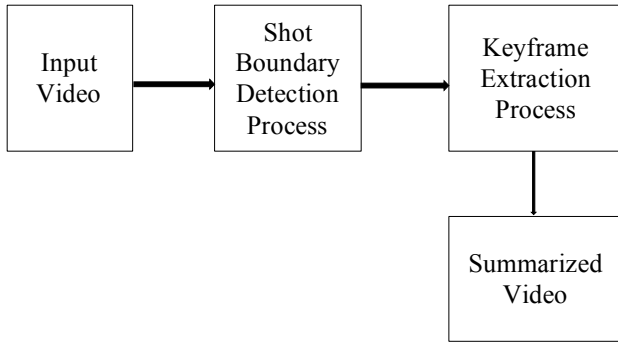 Input
Video
Shot
Boundary
Detection
Process
Keyframe
Extraction
Process
Summarized
Video